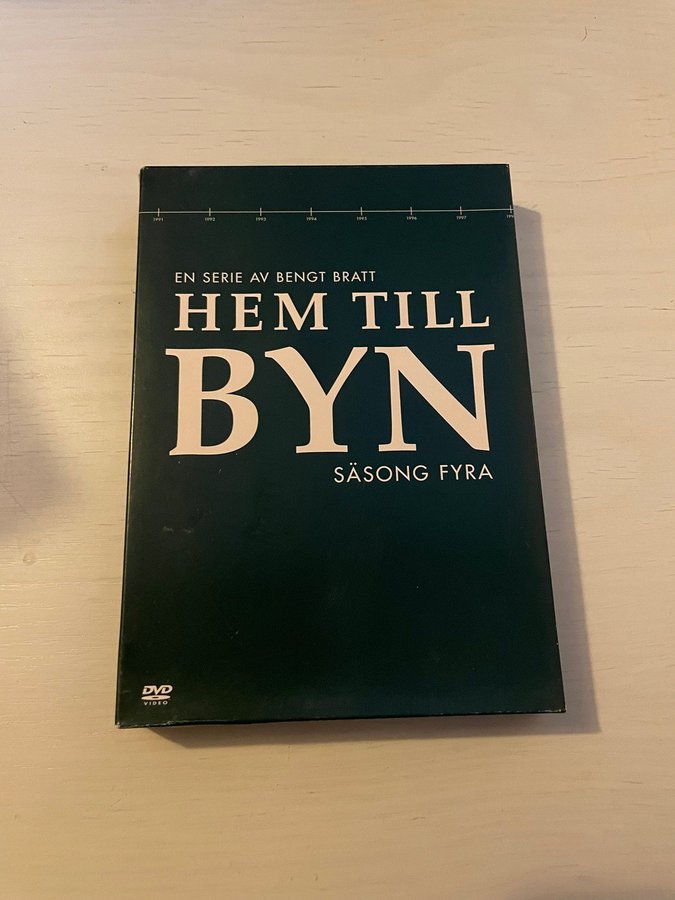 1991 1992 1993 1994 1995 1996 1997
EN SERIE AV BENGT BRATT
HEM TILL
BYN
SÄSONG FYRA
DVD
VIDEO